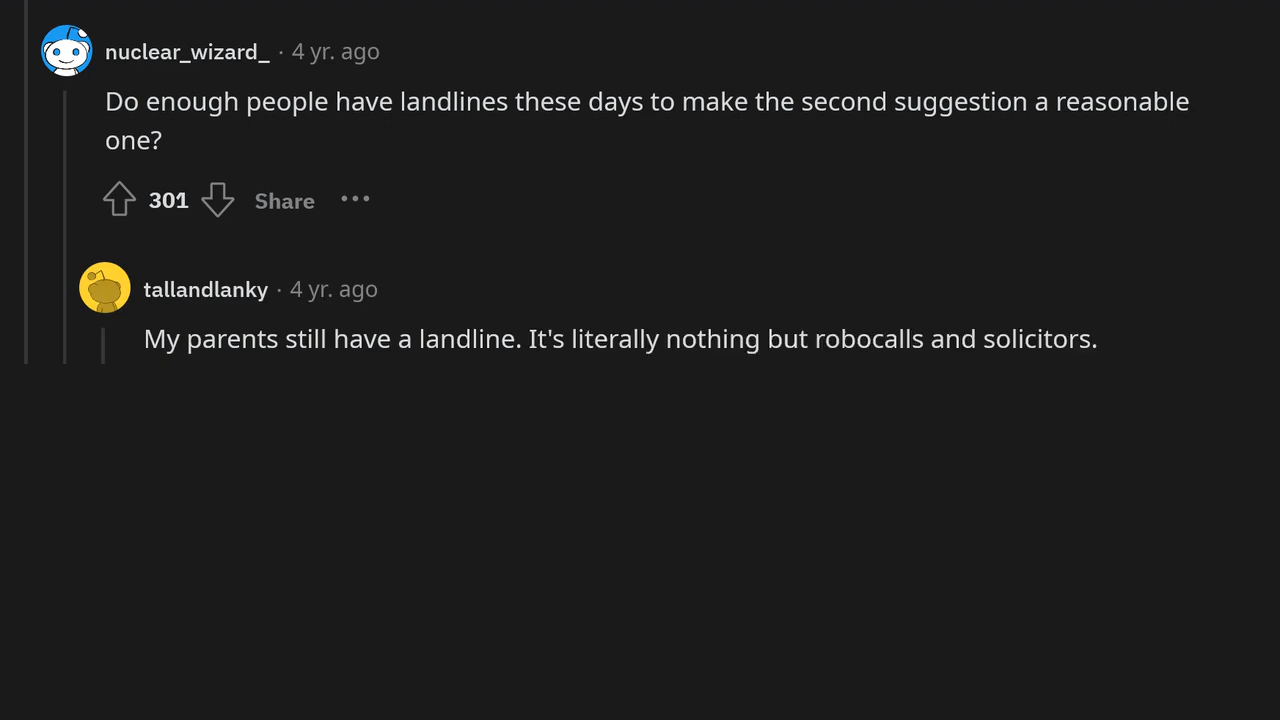 nuclear_wizard_ · 4 yr. ago
Do enough people have landlines these days to make the second suggestion a reasonable
one?
301 Share ···
tallandlanky · 4 yr. ago
My parents still have a landline. It's literally nothing but robocalls and solicitors.